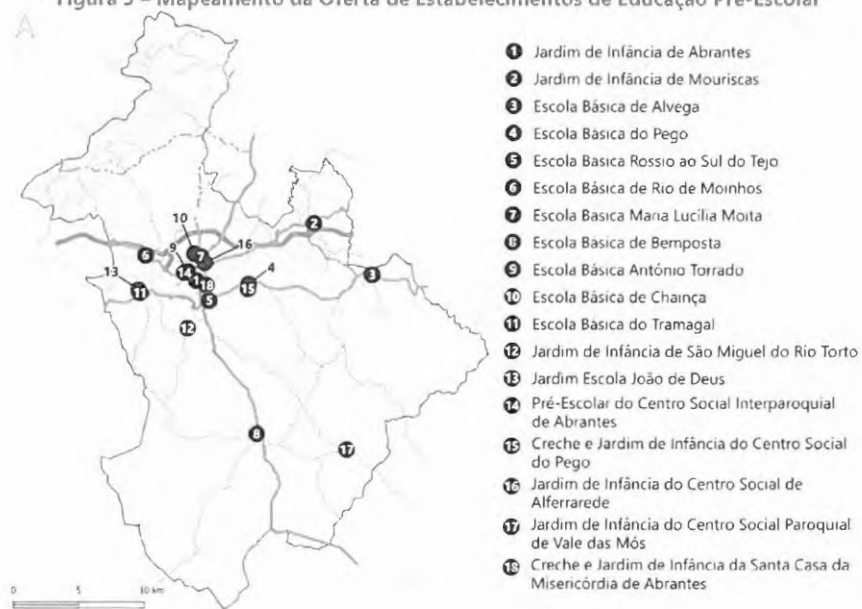 Figura 5 – Mapeamento da Oferta de Estabelecimentos de Educação Pré-Escolar
1 Jardim de Infância de Abrantes
2 Jardim de Infância de Mouriscas
3 Escola Básica de Alvega
4 Escola Básica do Pego
5 Escola Basica Rossio ao Sul do Tejo
6 Escola Básica de Rio de Moinhos
7 Escola Basica Maria Lucília Moita
8 Escola Básica de Bemposta
9 Escola Básica António Torrado
10 Escola Básica de Chainça
11 Escola Básica do Tramagal
12 Jardim de Infância de São Miguel do Rio Torto
13 Jardim Escola João de Deus
14 Pré-Escolar do Centro Social Interparoquial
de Abrantes
15 Creche e Jardim de Infância do Centro Social
do Pego
16 Jardim de Infância do Centro Social de
Alferrarede
17 Jardim de Infância do Centro Social Paroquial
de Vale das Mós
18 Creche e Jardim de Infância da Santa Casa da
Misericórdia de Abrantes
10
2
7
16
6
9
14
4
3
13
1
18
15
11
5
12
8
17
0 5 10 km